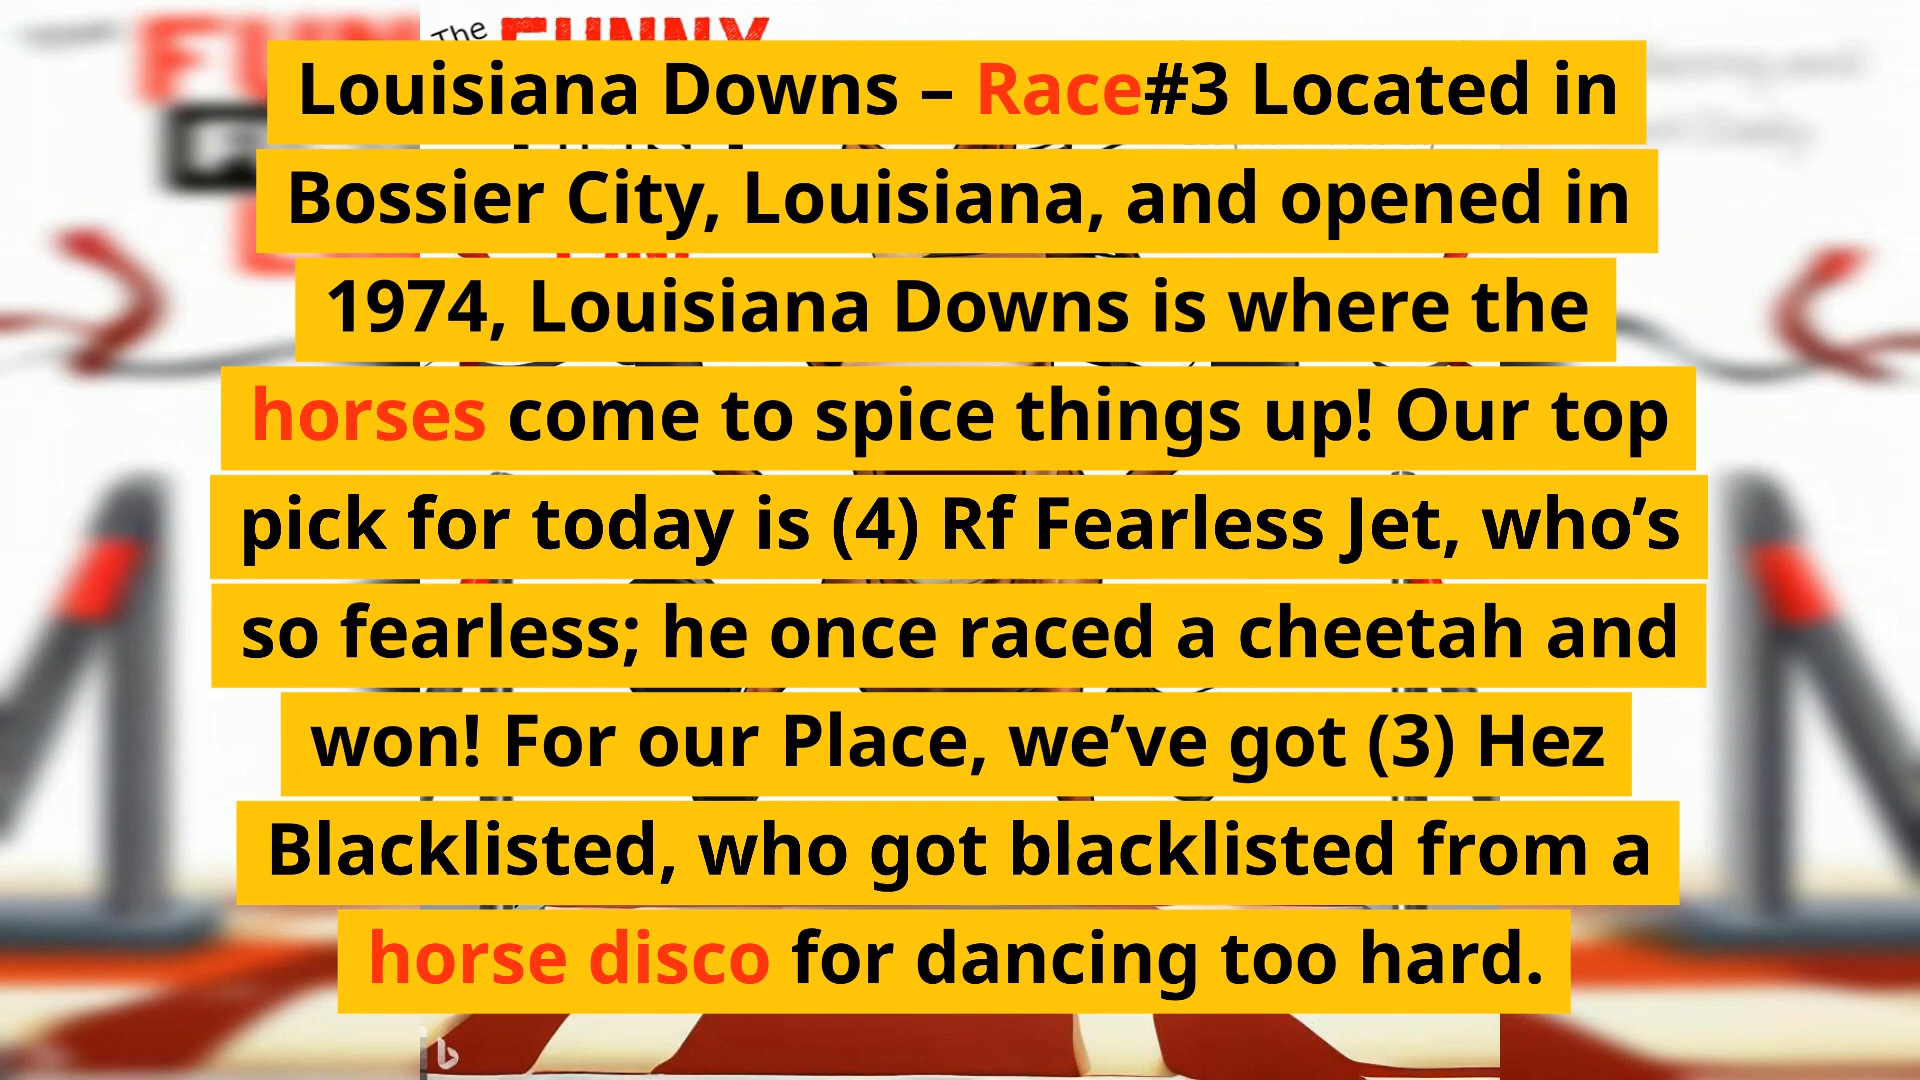 The FUNNY
Louisiana Downs – Race#3 Located in
Bossier City, Louisiana, and opened in
1974, Louisiana Downs is where the
horses come to spice things up! Our top
pick for today is (4) Rf Fearless Jet, who’s
so fearless; he once raced a cheetah and
won! For our Place, we’ve got (3) Hez
Blacklisted, who got blacklisted from a
horse disco for dancing too hard.